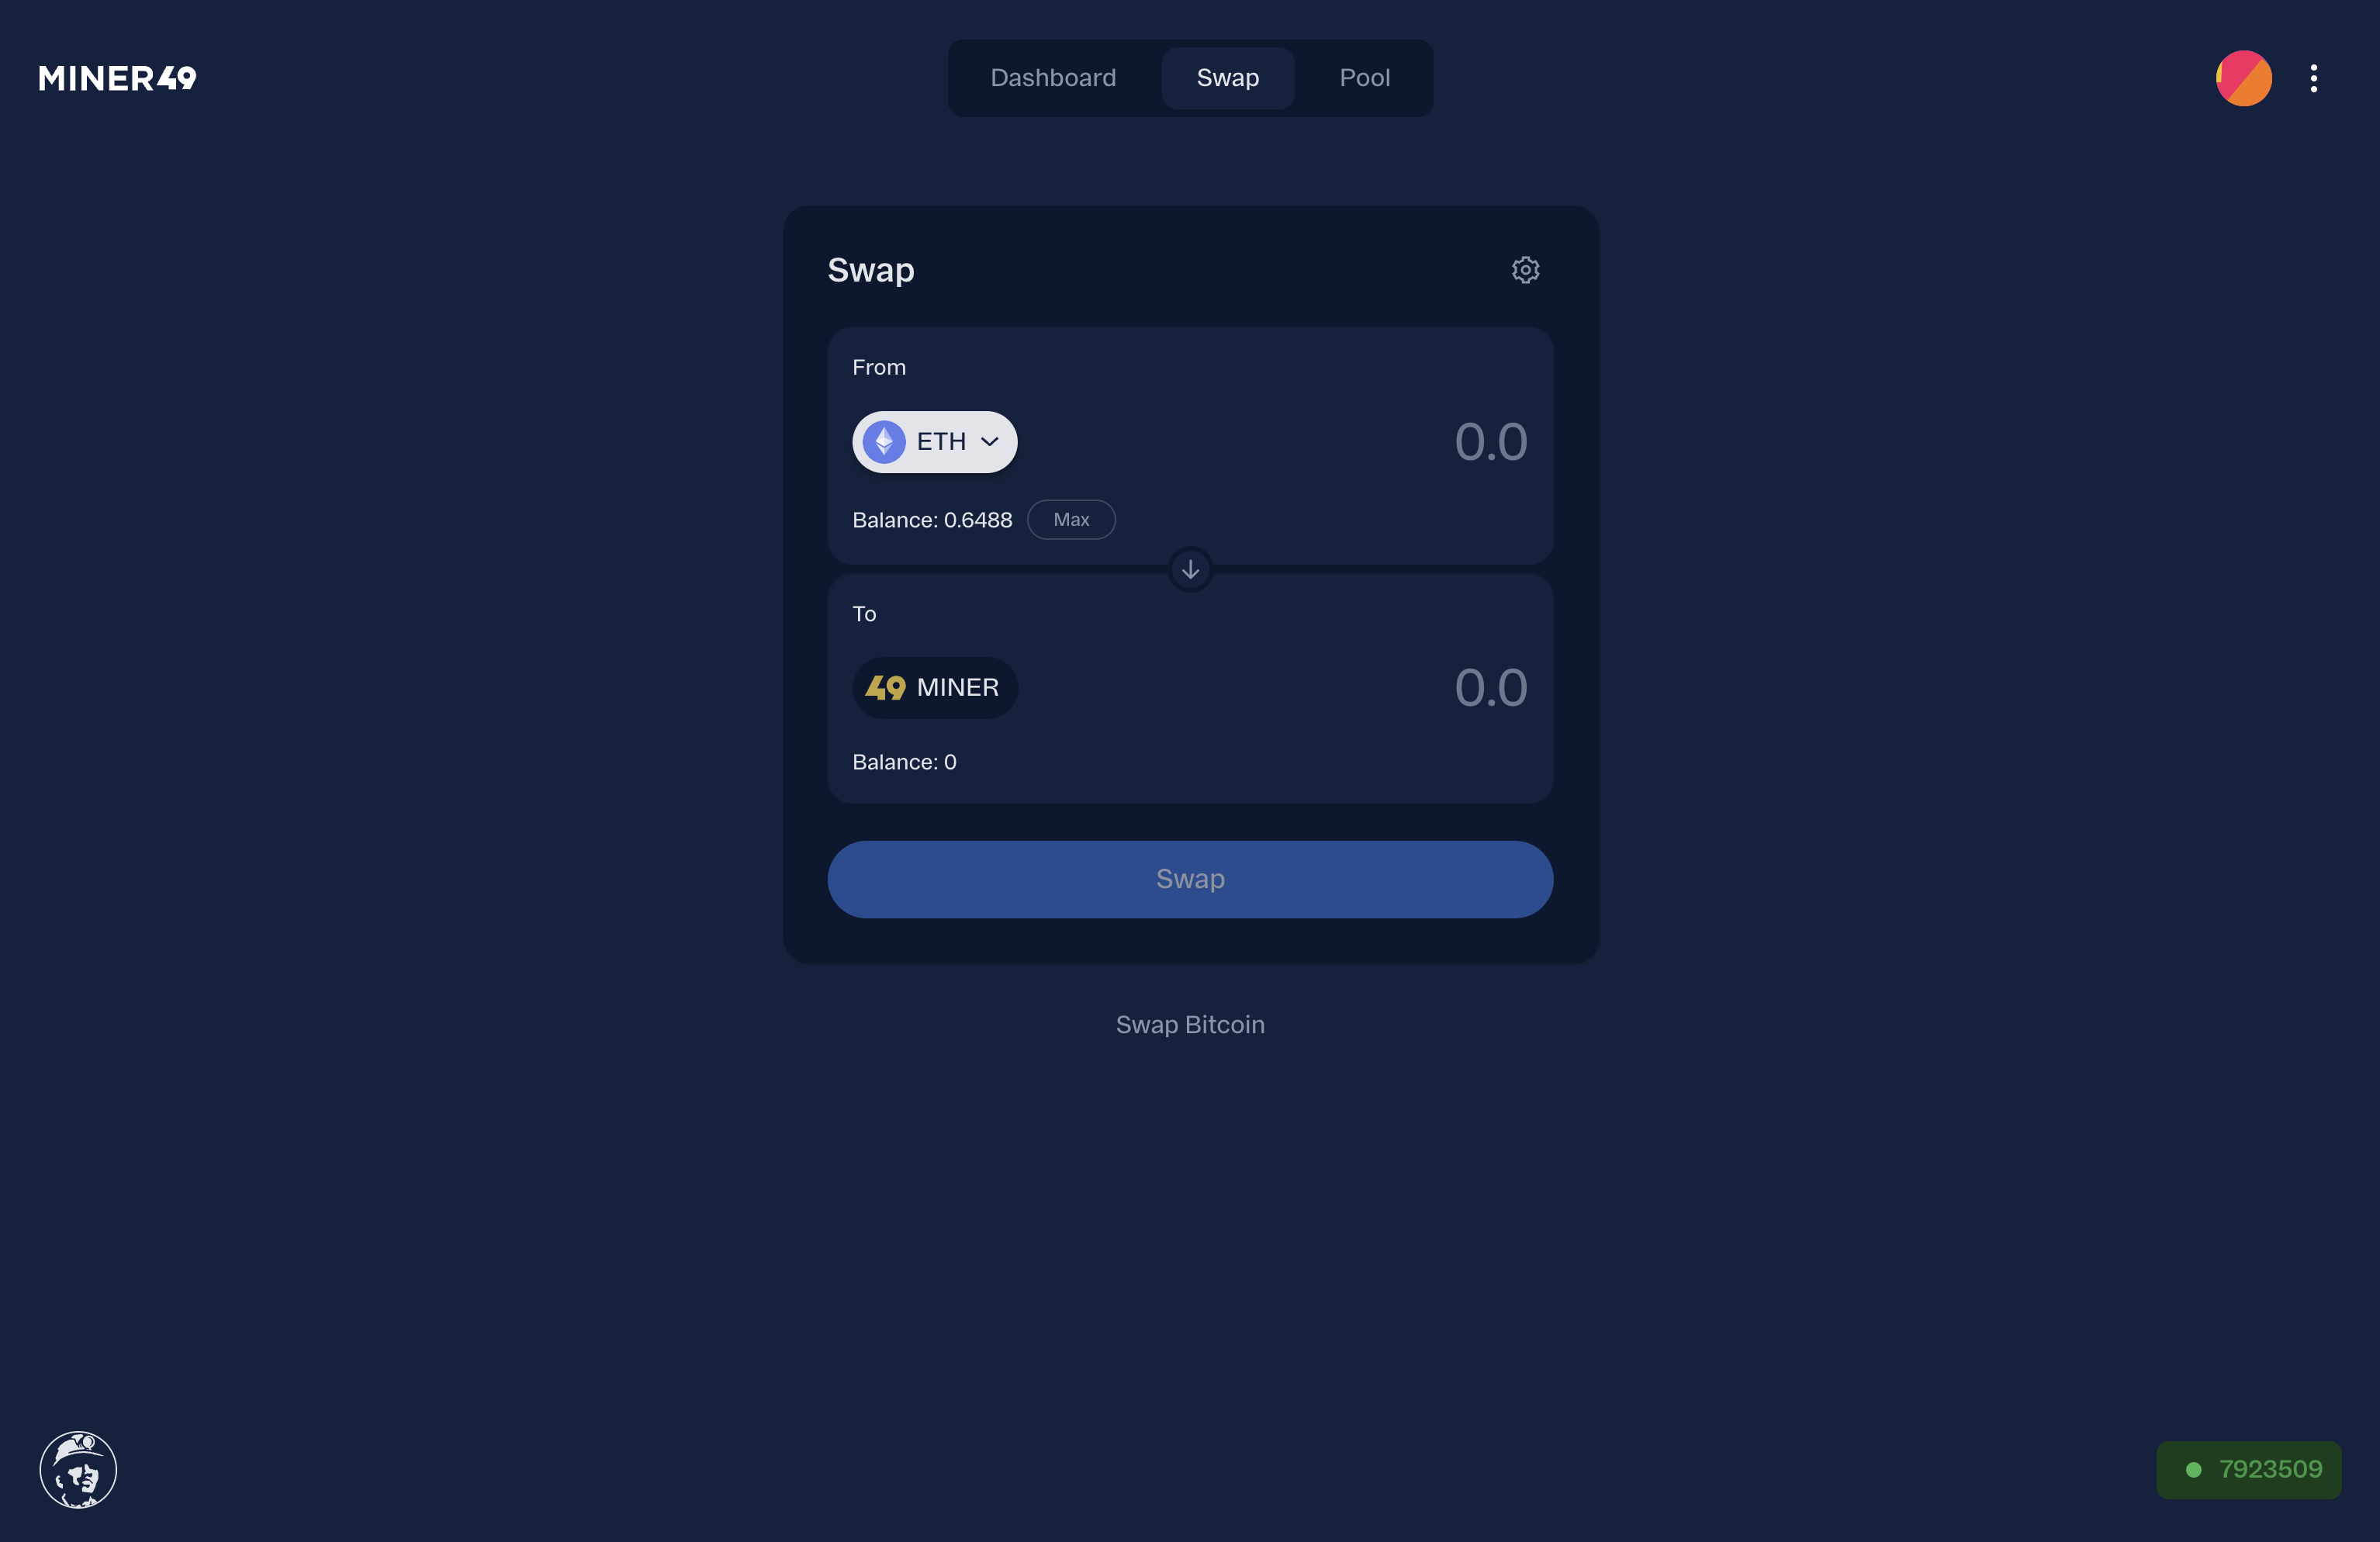 MINER49
Dashboard Swap Pool
Swap
From
ETH
0.0
Balance: 0.6488 Max
To
49 MINER
0.0
Balance: 0
Swap
Swap Bitcoin
7923509